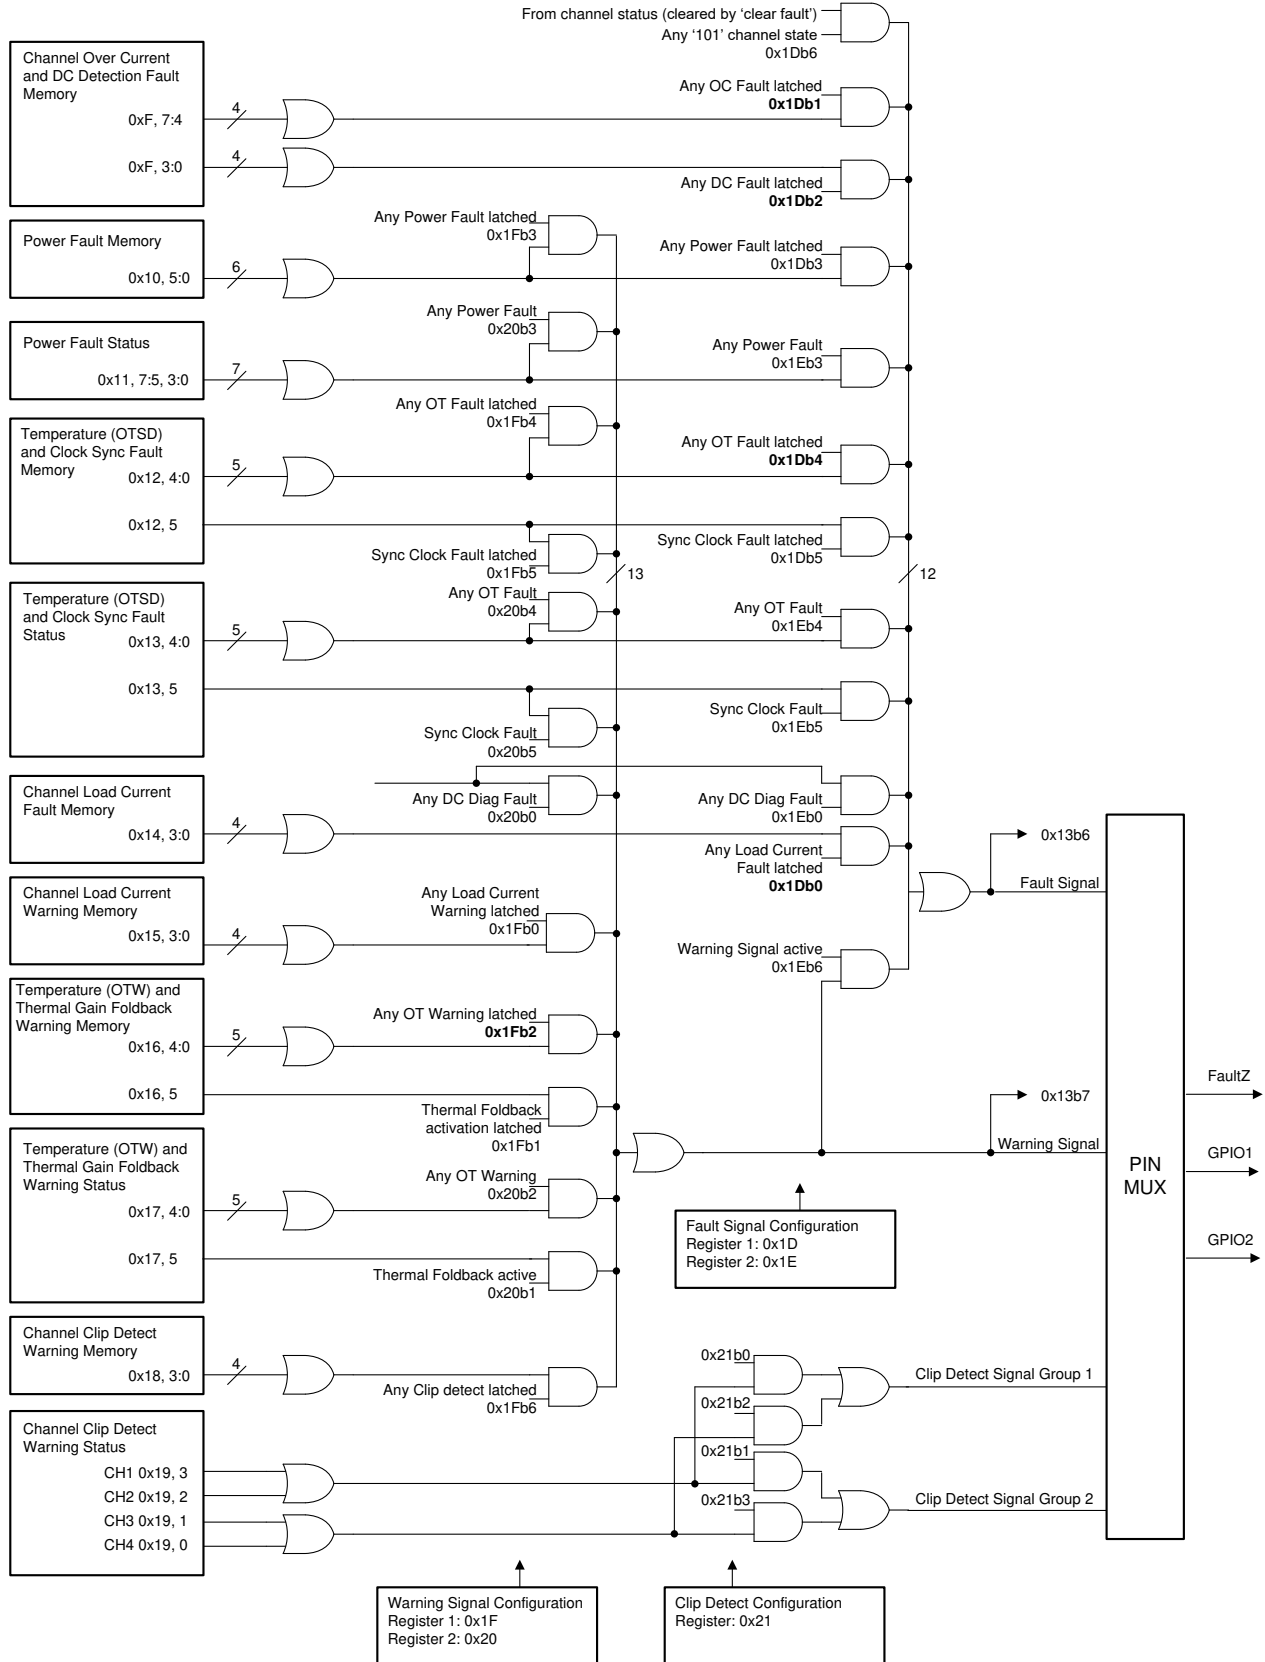 From channel status (cleared by ‘clear fault’)
Any ‘101’ channel state
0x1Db6
Channel Over Current
and DC Detection Fault
Memory
0xF, 7:4
4
Any OC Fault latched
0x1Db1
0xF, 3:0
4
Any DC Fault latched
0x1Db2
Power Fault Memory
0x10, 5:0
6
Any Power Fault latched
0x1Fb3
Any Power Fault latched
0x1Db3
Power Fault Status
0x11, 7:5, 3:0
7
Any Power Fault
0x20b3
Any Power Fault
0x1Eb3
Temperature (OTSD)
and Clock Sync Fault
Memory
0x12, 4:0
5
Any OT Fault latched
0x1Fb4
Any OT Fault latched
0x1Db4
0x12, 5
Sync Clock Fault latched
0x1Fb5
Sync Clock Fault latched
0x1Db5
13
12
Temperature (OTSD)
and Clock Sync Fault
Status
0x13, 4:0
5
Any OT Fault
0x20b4
Any OT Fault
0x1Eb4
0x13, 5
Sync Clock Fault
0x20b5
Sync Clock Fault
0x1Eb5
Any DC Diag Fault
0x20b0
Any DC Diag Fault
0x1Eb0
Channel Load Current
Fault Memory
0x14, 3:0
4
Any Load Current
Fault latched
0x1Db0
0x13b6
Fault Signal
Channel Load Current
Warning Memory
0x15, 3:0
4
Any Load Current
Warning latched
0x1Fb0
Warning Signal active
0x1Eb6
Temperature (OTW) and
Thermal Gain Foldback
Warning Memory
0x16, 4:0
5
Any OT Warning latched
0x1Fb2
0x16, 5
Thermal Foldback
activation latched
0x1Fb1
0x13b7
Warning Signal
PIN
MUX
FaultZ
GPIO1
GPIO2
Temperature (OTW) and
Thermal Gain Foldback
Warning Status
0x17, 4:0
5
Any OT Warning
0x20b2
0x17, 5
Thermal Foldback active
0x20b1
Fault Signal Configuration
Register 1: 0x1D
Register 2: 0x1E
Channel Clip Detect
Warning Memory
0x18, 3:0
4
Any Clip detect latched
0x1Fb6
Channel Clip Detect
Warning Status
CH1 0x19, 3
CH2 0x19, 2
CH3 0x19, 1
CH4 0x19, 0
0x21b0
0x21b2
0x21b1
0x21b3
Clip Detect Signal Group 1
Clip Detect Signal Group 2
Warning Signal Configuration
Register 1: 0x1F
Register 2: 0x20
Clip Detect Configuration
Register: 0x21